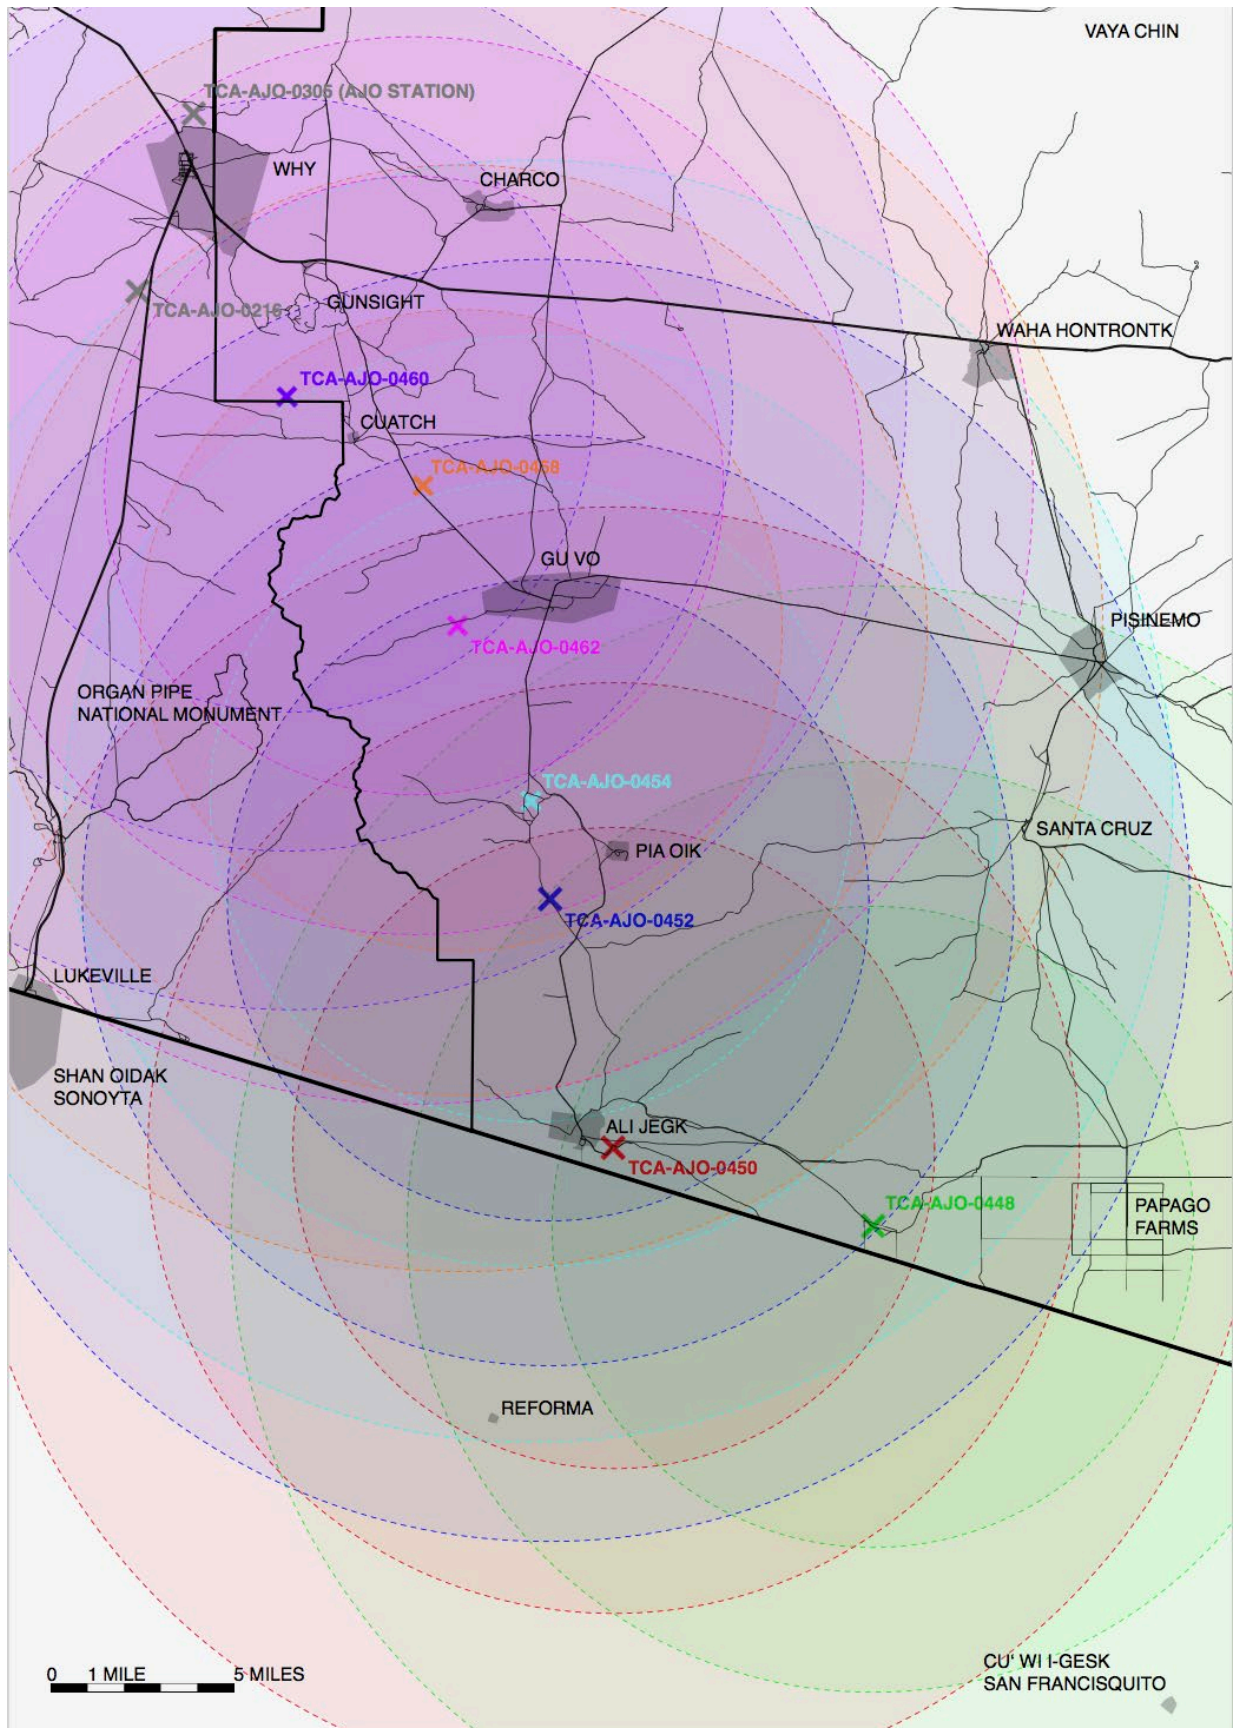 VAYA CHIN
TCA-AJO-0305 (AJO STATION)
WHY
CHARCO
TCA-AJO-0216
GUNSIGHT
WAHA HONTRONTK
TCA-AJO-0460
CUATCH
TCA-AJO-0458
GU VO
PISINEMO
TCA-AJO-0462
ORGAN PIPE
NATIONAL MONUMENT
TCA-AJO-0454
SANTA CRUZ
PIA OIK
TCA-AJO-0452
LUKEVILLE
SHAN OIDAK
SONOYTA
ALI JEGK
TCA-AJO-0450
TCA-AJO-0448
PAPAGO
FARMS
REFORMA
CU' WI I-GESK
SAN FRANCISQUITO
0 1 MILE 5 MILES